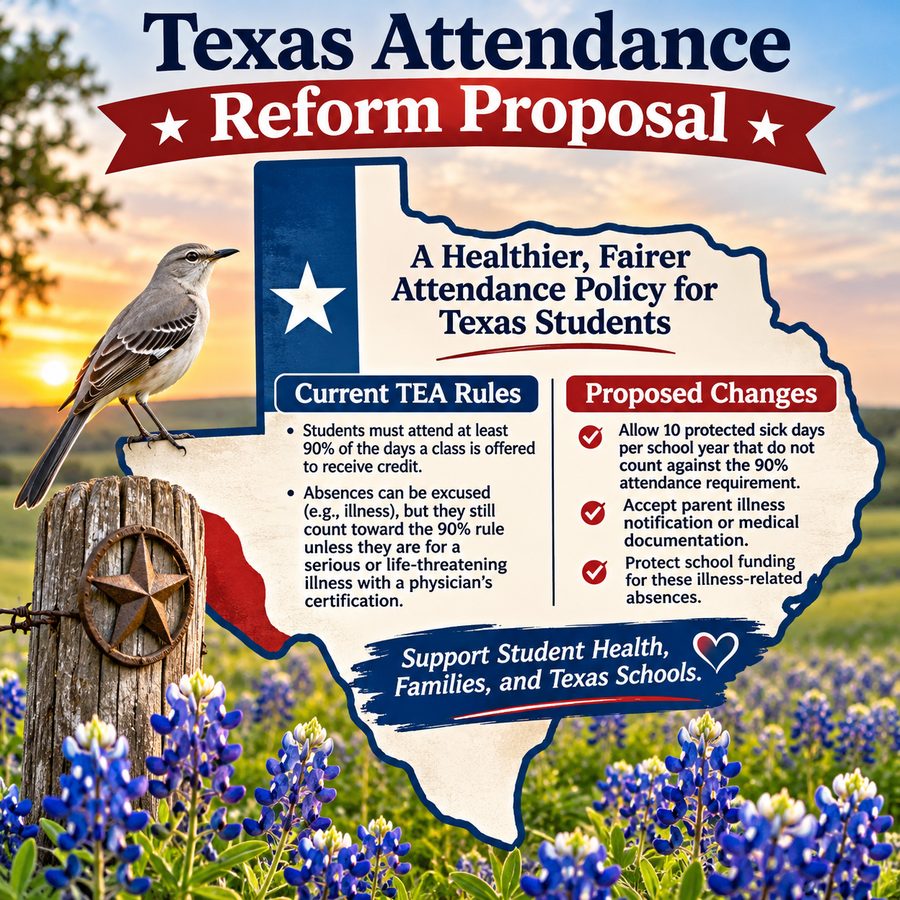 Texas Attendance
Reform Proposal
A Healthier, Fairer
Attendance Policy for
Texas Students
Current TEA Rules
• Students must attend at least
90% of the days a class is offered
to receive credit.
• Absences can be excused
(e.g., illness), but they still
count toward the 90% rule
unless they are for a
serious or life-threatening
illness with a physician's
certification.
Proposed Changes
Allow 10 protected sick days
per school year that do not
count against the 90%
attendance requirement.
Accept parent illness
notification or medical
documentation.
Protect school funding
for these illness-related
absences.
Support Student Health,
Families, and Texas Schools.